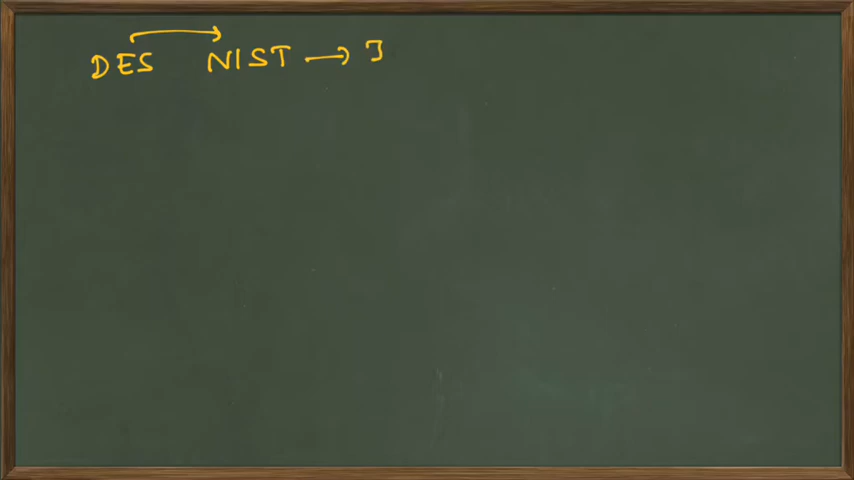 DES NIST → J